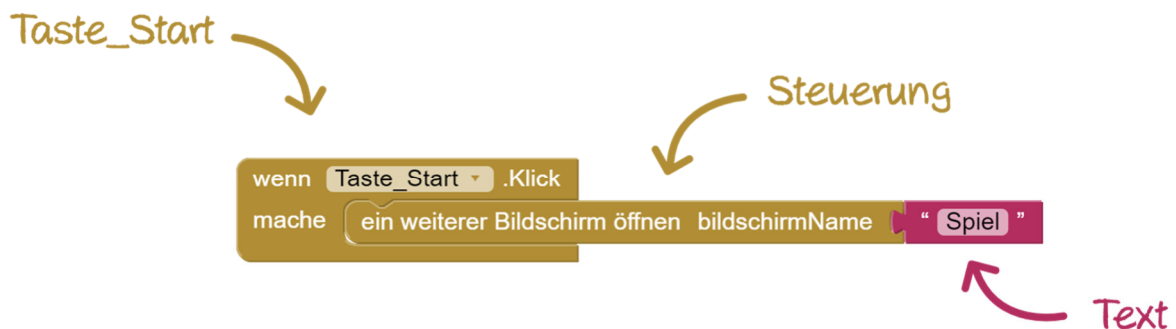 Taste_Start
Steuerung
wenn Taste_Start .Klick
mache ein weiterer Bildschirm öffnen bildschirmName “ Spiel ”
Text